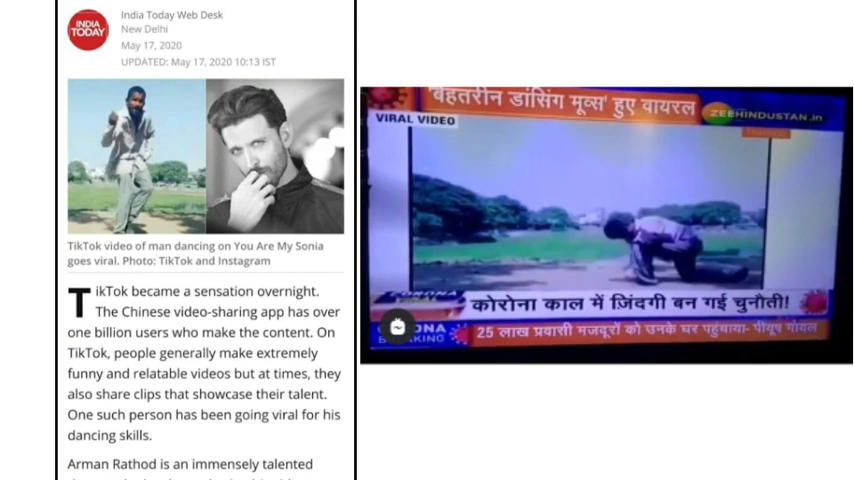 INDIA
TODAY
India Today Web Desk
New Delhi
May 17, 2020
UPDATED: May 17, 2020 10:13 IST
TikTok video of man dancing on You Are My Sonia
goes viral. Photo: TikTok and Instagram
TikTok became a sensation overnight.
The Chinese video-sharing app has over
one billion users who make the content. On
TikTok, people generally make extremely
funny and relatable videos but at times, they
also share clips that showcase their talent.
One such person has been going viral for his
dancing skills.
Arman Rathod is an immensely talented
'बेहतरीन डांसिंग मूव्स' हुए वायरल
ZEEHINDUSTAN.in
VIRAL VIDEO
कोरोना काल में ज़िंदगी बन गई चुनौती!
25 लाख प्रवासी मजदूरों को उनके घर पहुंचाया- पीयूष गोयल